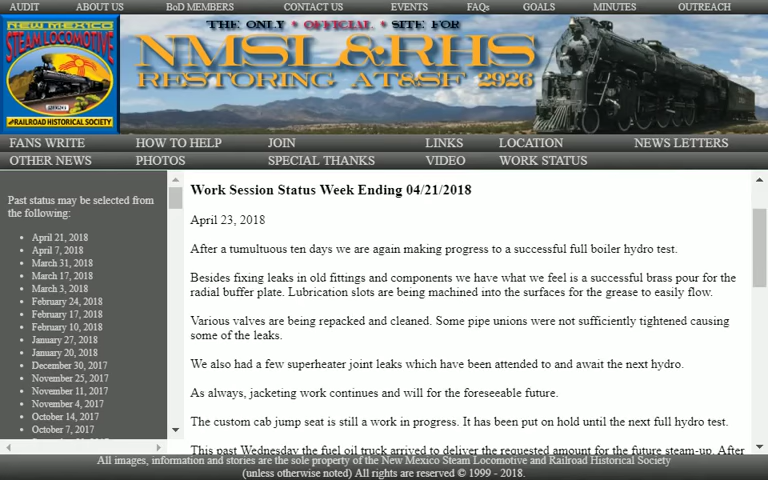 AUDIT ABOUT US BoD MEMBERS CONTACT US EVENTS FAQs GOALS MINUTES OUTREACH
NEW MEXICO
STEAM LOCOMOTIVE
AND RAILROAD HISTORICAL SOCIETY
THE ONLY • OFFICIAL • SITE FOR
NMSL&RHS
RESTORING AT&SF 2926
FANS WRITE HOW TO HELP JOIN LINKS LOCATION NEWS LETTERS
OTHER NEWS PHOTOS SPECIAL THANKS VIDEO WORK STATUS
Past status may be selected from
the following:
• April 21, 2018
• April 7, 2018
• March 31, 2018
• March 17, 2018
• March 3, 2018
• February 24, 2018
• February 17, 2018
• February 10, 2018
• January 27, 2018
• January 20, 2018
• December 30, 2017
• November 25, 2017
• November 11, 2017
• November 4, 2017
• October 14, 2017
• October 7, 2017
Work Session Status Week Ending 04/21/2018
April 23, 2018
After a tumultuous ten days we are again making progress to a successful full boiler hydro test.
Besides fixing leaks in old fittings and components we have what we feel is a successful brass pour for the
radial buffer plate. Lubrication slots are being machined into the surfaces for the grease to easily flow.
Various valves are being repacked and cleaned. Some pipe unions were not sufficiently tightened causing
some of the leaks.
We also had a few superheater joint leaks which have been attended to and await the next hydro.
As always, jacketing work continues and will for the foreseeable future.
The custom cab jump seat is still a work in progress. It has been put on hold until the next full hydro test.
This past Wednesday the fuel oil truck arrived to deliver the requested amount for the future steam-up. After
All images, information and stories are the sole property of the New Mexico Steam Locomotive and Railroad Historical Society
(unless otherwise noted) All rights are reserved © 1999 - 2018.